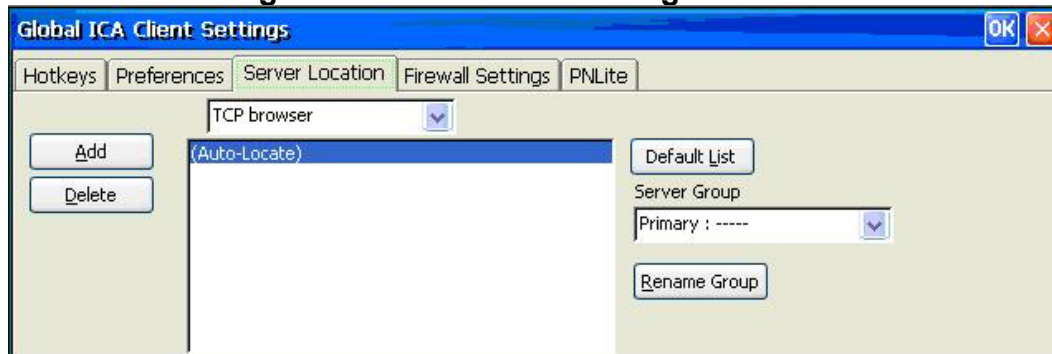 Global ICA Client Settings
OK
Hotkeys Preferences Server Location Firewall Settings PNLite
TCP browser
Add
(Auto-Locate)
Default List
Delete
Server Group
Primary : -----
Rename Group